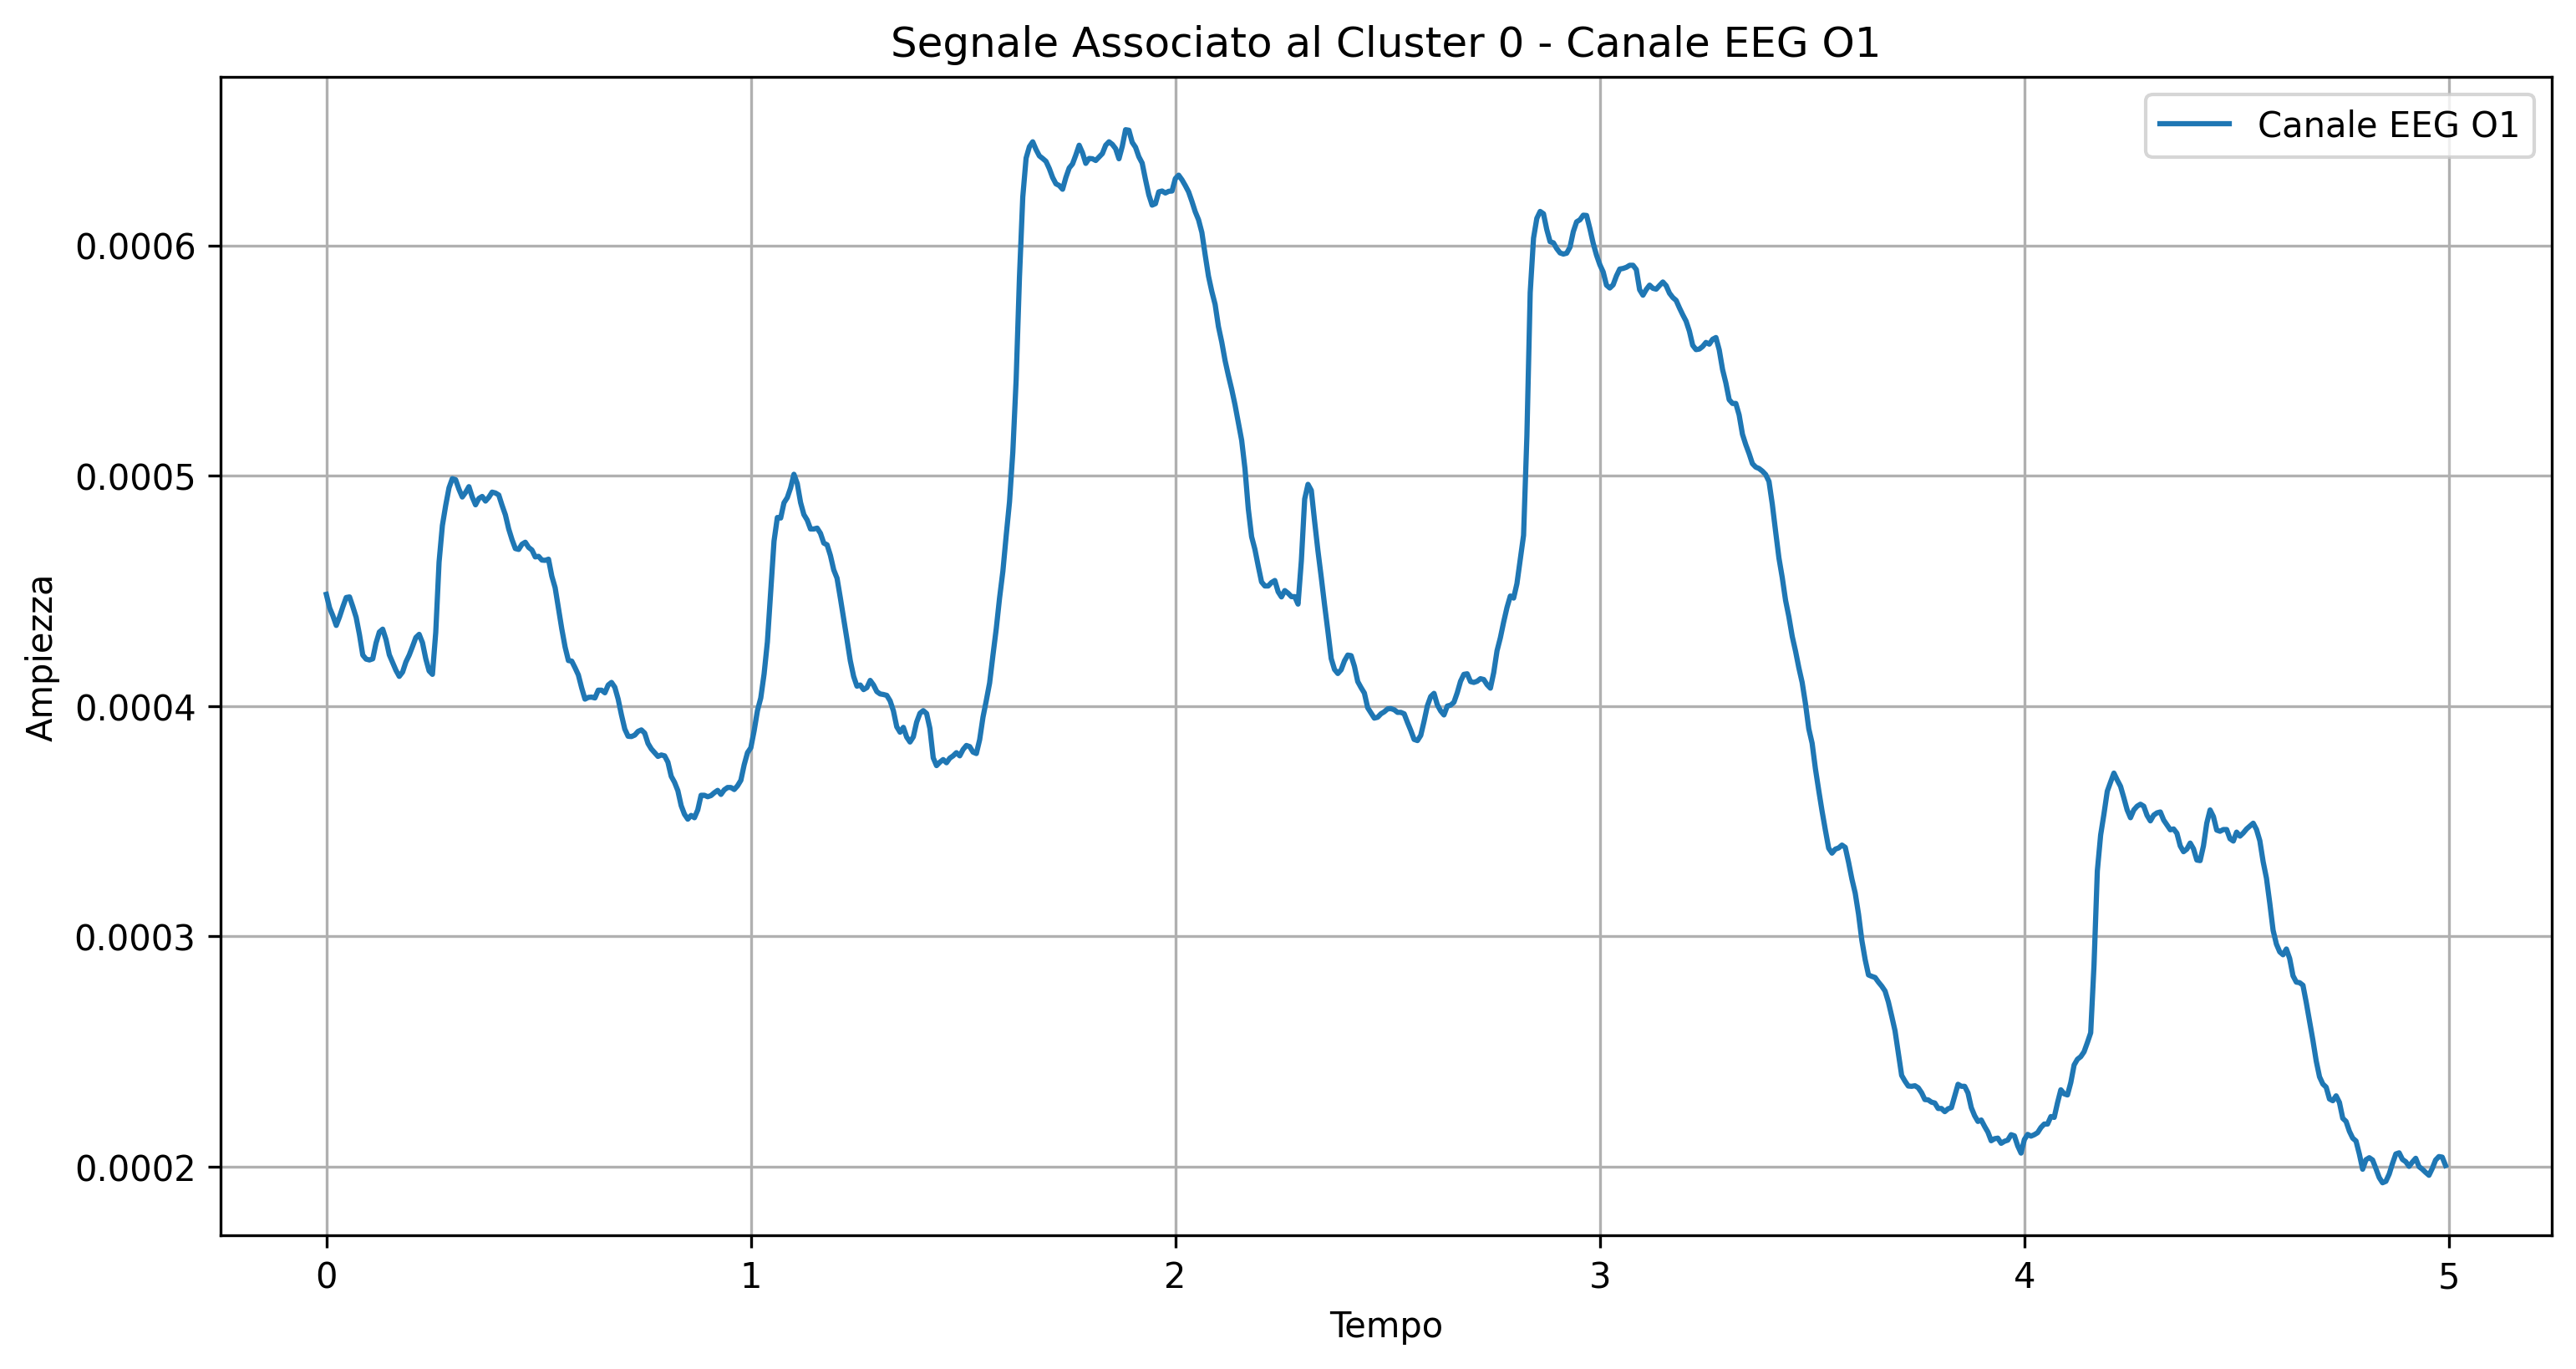 Segnale Associato al Cluster 0 - Canale EEG O1
Canale EEG O1
Ampiezza
0.0006
0.0005
0.0004
0.0003
0.0002
0 1 2 3 4 5
Tempo